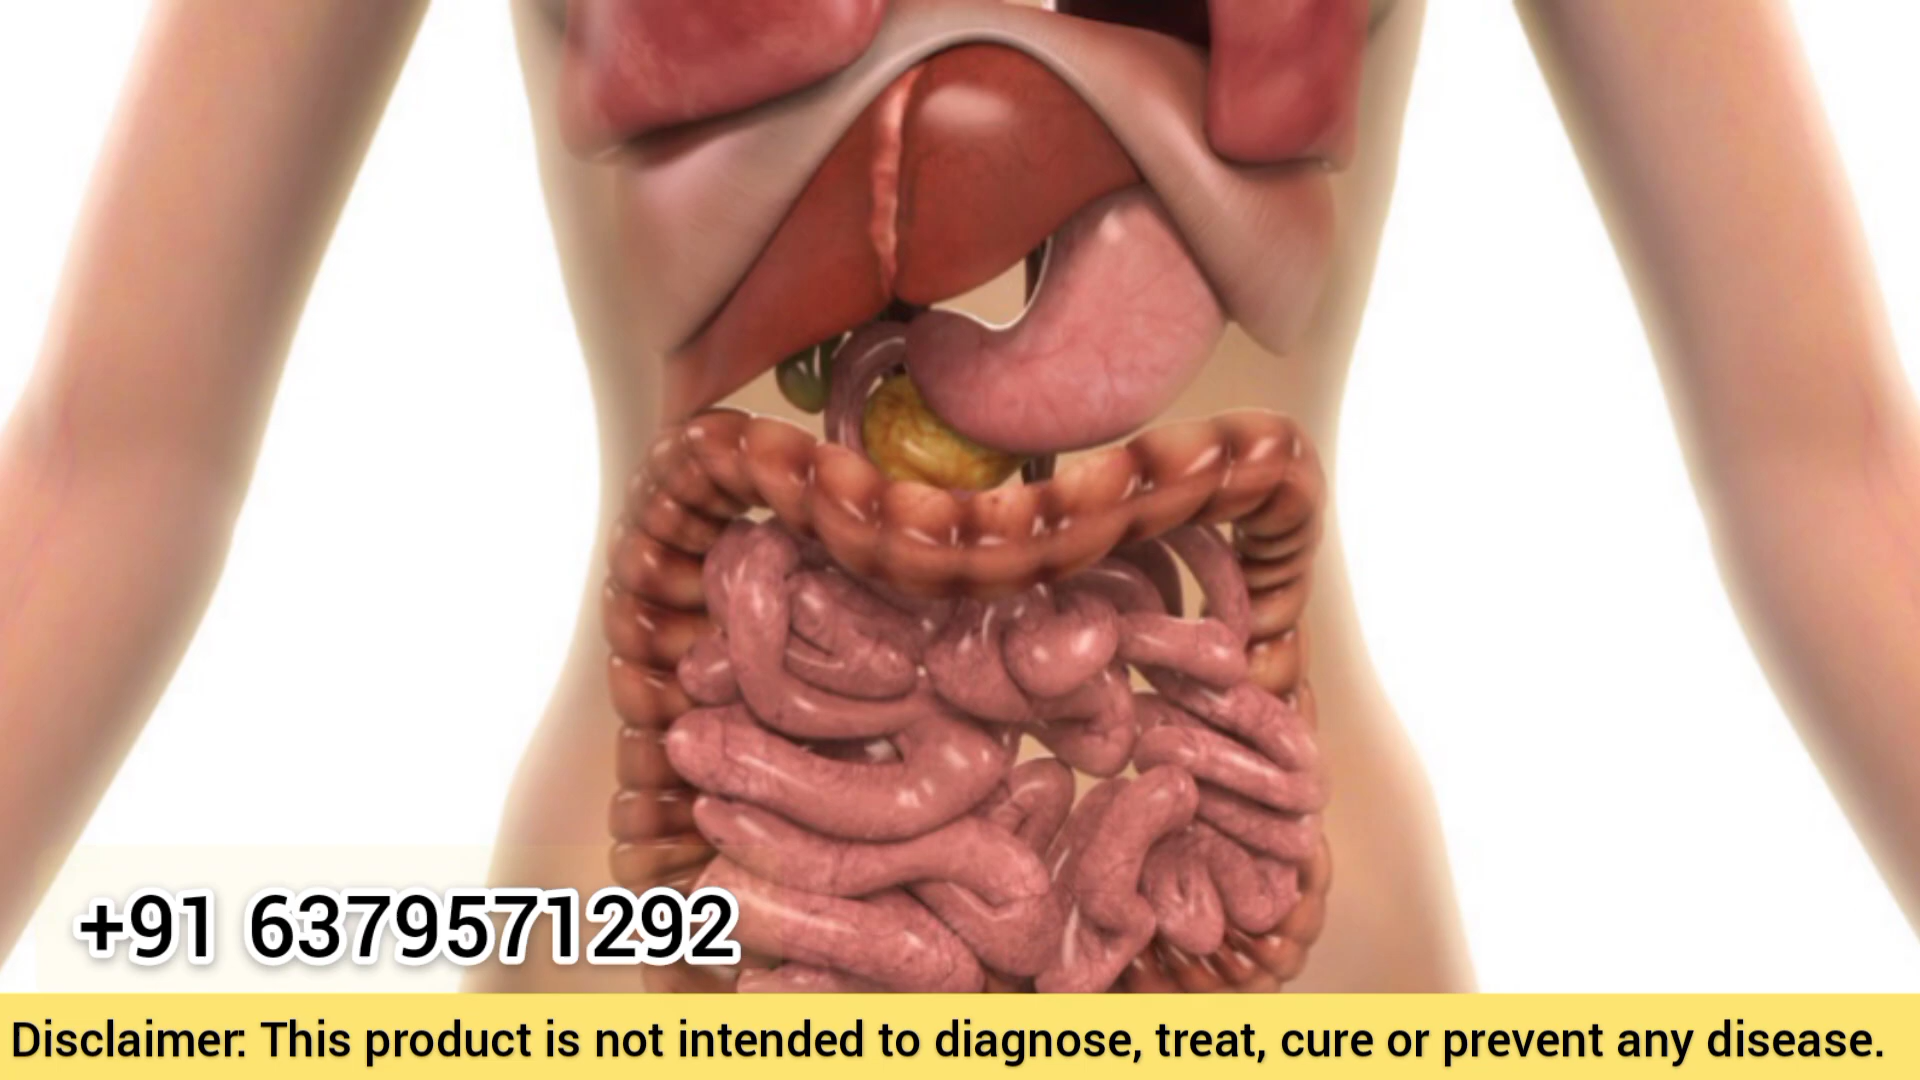 +91 6379571292
Disclaimer: This product is not intended to diagnose, treat, cure or prevent any disease.